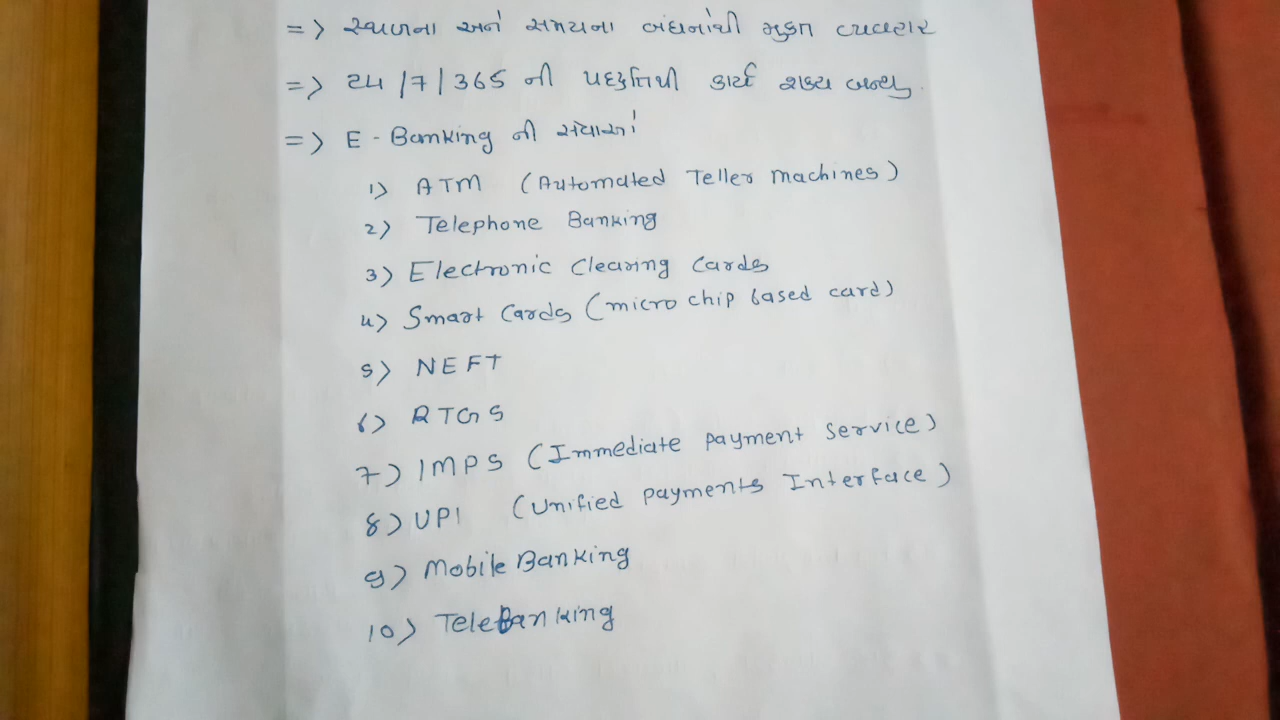 => સ્થળના અને સમયના બંધનોથી મુક્ત વ્યવહાર
=> 24/7/365 ની પદ્ધતિથી કાર્ય શક્ય બન્યુ.
=> E-Banking ની સેવાઓ
1) ATM (Automated Teller Machines)
2) Telephone Banking
3) Electronic Clearing Cards
4) Smart Cards (micro chip based card)
5) NEFT
6) RTGS
7) IMPS (Immediate payment service)
8) UPI (Unified payments Interface)
9) Mobile Banking
10) TeleBanking